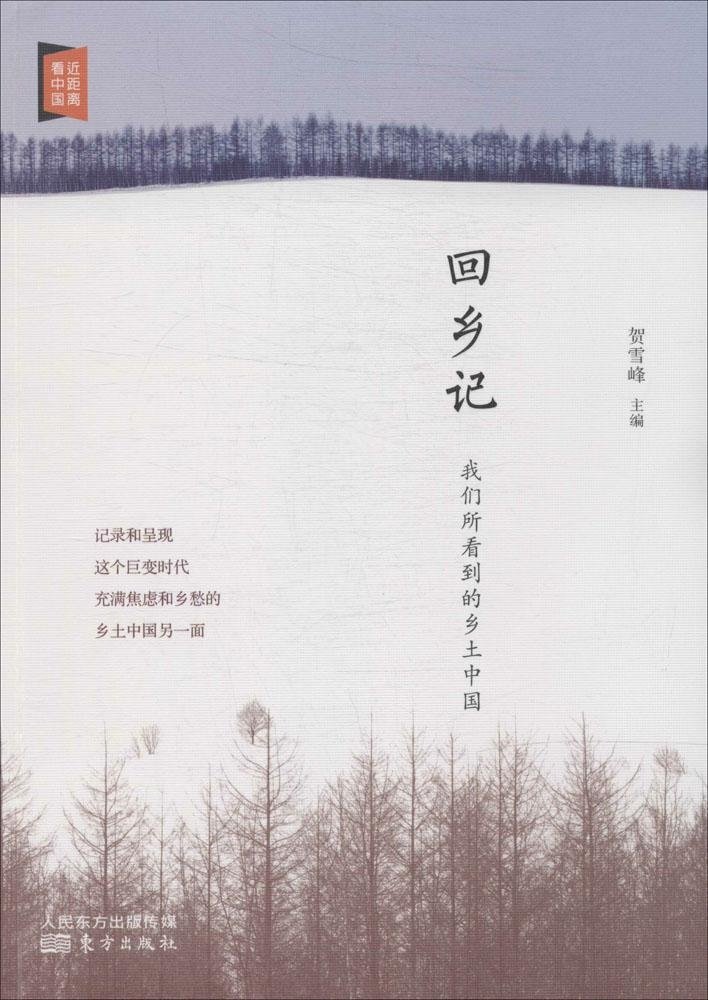 近距离
看中国
回乡记
我们所看到的乡土中国
贺雪峰 主编
记录和呈现
这个巨变时代
充满焦虑和乡愁的
乡土中国另一面
人民东方出版传媒
东方出版社